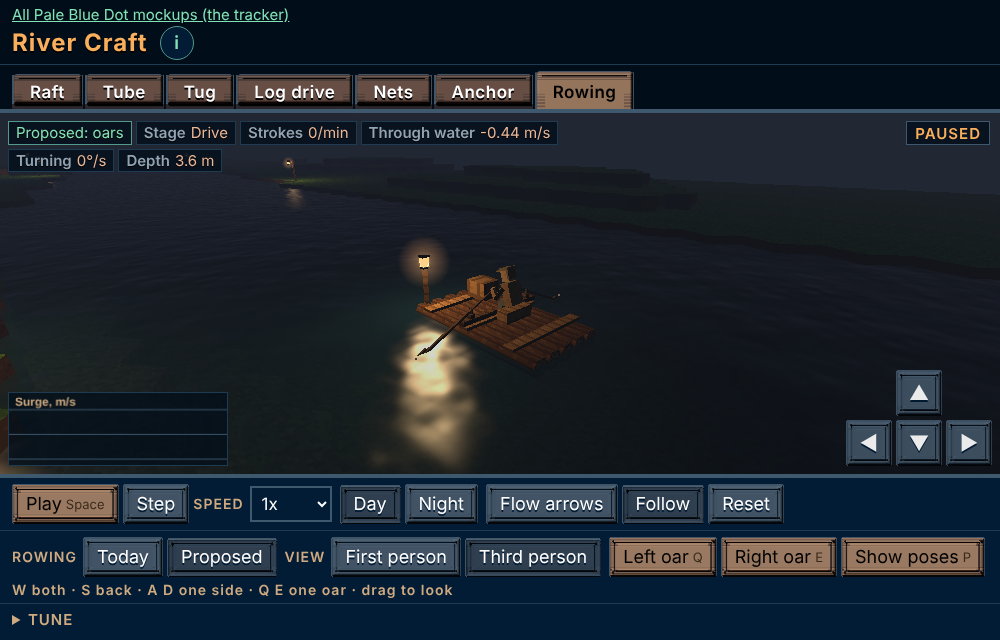 All Pale Blue Dot mockups (the tracker)
River Craft i
Raft Tube Tug Log drive Nets Anchor Rowing
Proposed: oars Stage Drive Strokes 0/min Through water -0.44 m/s PAUSED
Turning 0°/s Depth 3.6 m
Surge, m/s
Play Space Step SPEED 1x Day Night Flow arrows Follow Reset
ROWING Today Proposed VIEW First person Third person Left oar Q Right oar E Show poses P
W both · S back · A D one side · Q E one oar · drag to look
TUNE